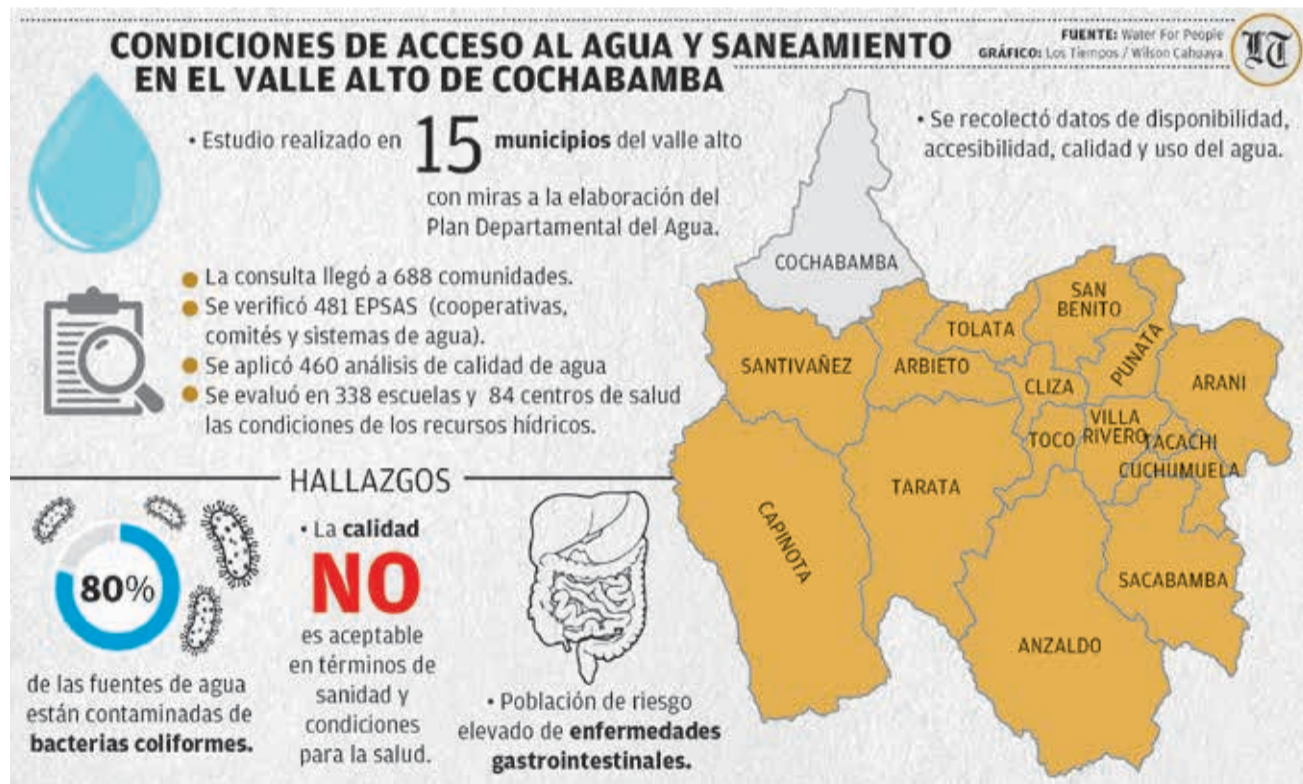 CONDICIONES DE ACCESO AL AGUA Y SANEAMIENTO
EN EL VALLE ALTO DE COCHABAMBA
FUENTE: Water For People
GRÁFICO: Los Tiempos / Wilson Cahuaya
LT
• Estudio realizado en 15 municipios del valle alto
con miras a la elaboración del
Plan Departamental del Agua.
• Se recolectó datos de disponibilidad,
accesibilidad, calidad y uso del agua.
La consulta llegó a 688 comunidades.
Se verificó 481 EPSAS (cooperativas,
comités y sistemas de agua).
Se aplicó 460 análisis de calidad de agua
Se evaluó en 338 escuelas y 84 centros de salud
las condiciones de los recursos hídricos.
HALLAZGOS
80%
de las fuentes de agua
están contaminadas de
bacterias coliformes.
• La calidad
NO
es aceptable
en términos de
sanidad y
condiciones
para la salud.
• Población de riesgo
elevado de enfermedades
gastrointestinales.
COCHABAMBA
SAN
BENITO
TOLATA
PUNATA
SANTIVAÑEZ
ARBIETO
CLIZA
ARANI
VILLA
RIVERO
TOCO
TACACHI
CUCHUMUELA
TARATA
CAPINOTA
SACABAMBA
ANZALDO